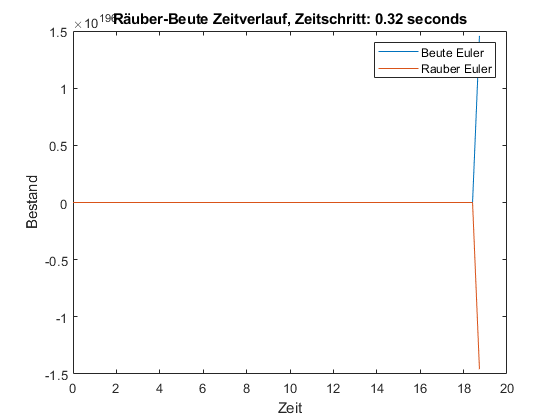 ×10¹⁹⁶
Räuber-Beute Zeitverlauf, Zeitschritt: 0.32 seconds
Beute Euler
Rauber Euler
1.5
1
0.5
0
-0.5
-1
-1.5
Bestand
0 2 4 6 8 10 12 14 16 18 20
Zeit